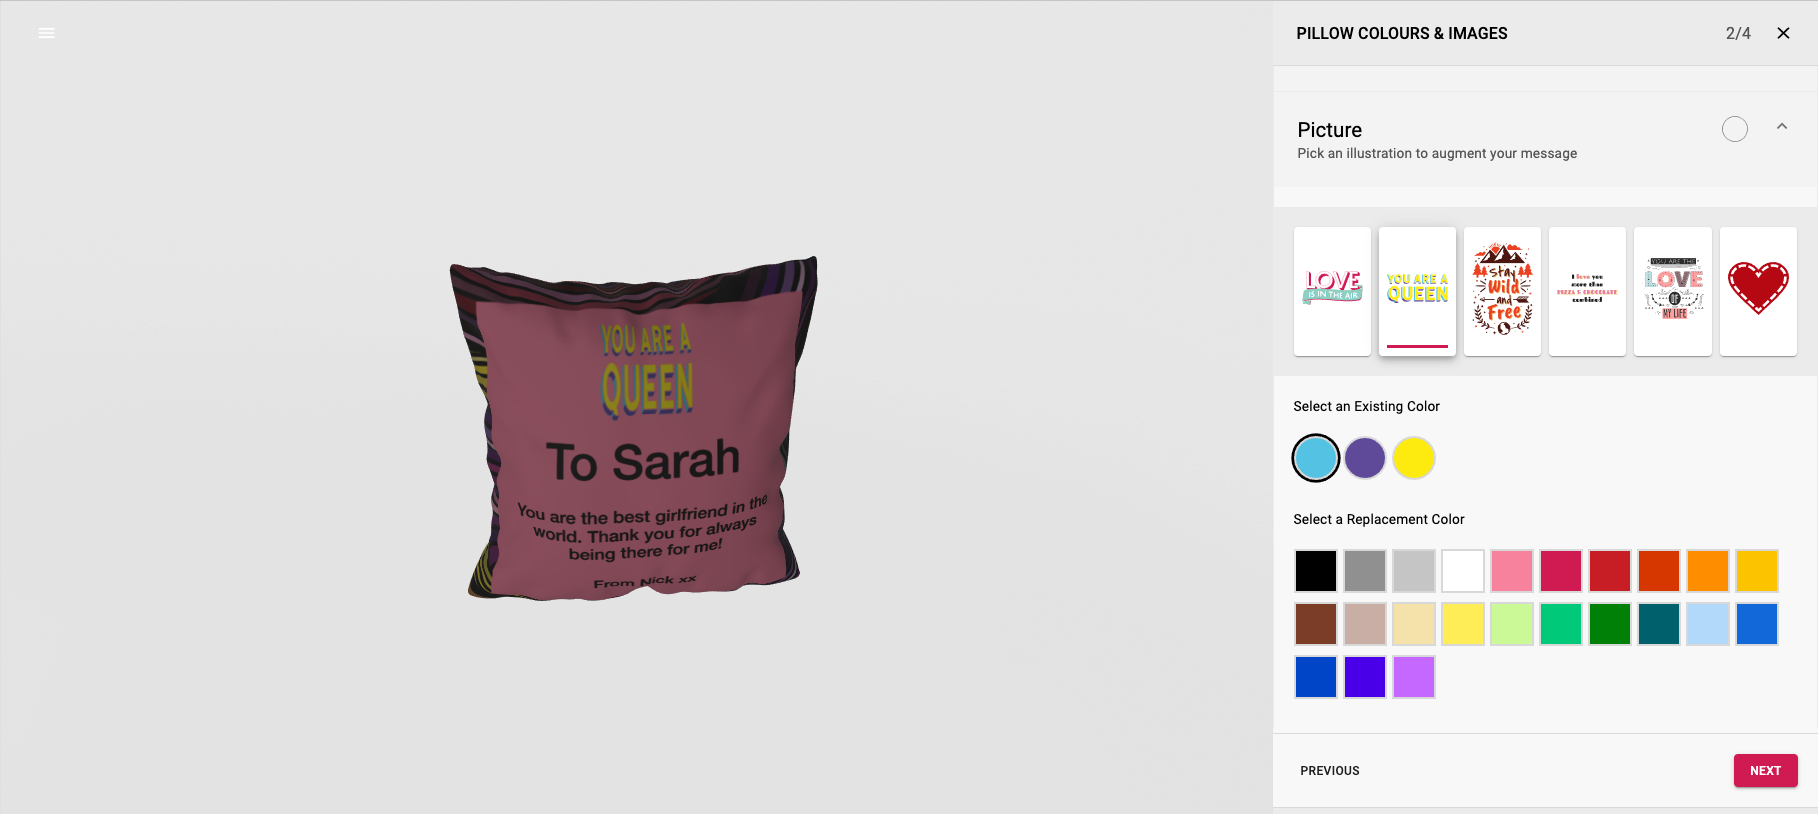 PILLOW COLOURS & IMAGES
2/4
Picture
Pick an illustration to augment your message
LOVE
IS IN THE AIR
YOU ARE A
QUEEN
Stay
Wild
and
Free
I love you
more than
PIZZA & CHOCOLATE
combined
YOU ARE THE
LOVE
OF
MY LIFE
Select an Existing Color
Select a Replacement Color
PREVIOUS
NEXT
YOU ARE A
QUEEN
To Sarah
You are the best girlfriend in the
world. Thank you for always
being there for me!
From Nick xx